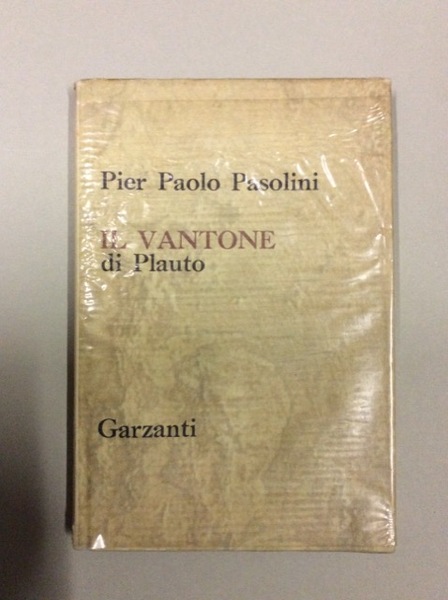 Pier Paolo Pasolini
IL VANTONE
di Plauto
Garzanti